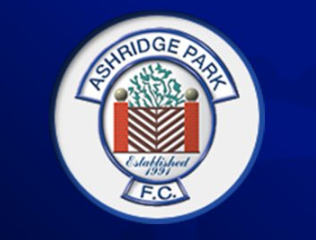 ASHRIDGE PARK
Established
1991
F.C.